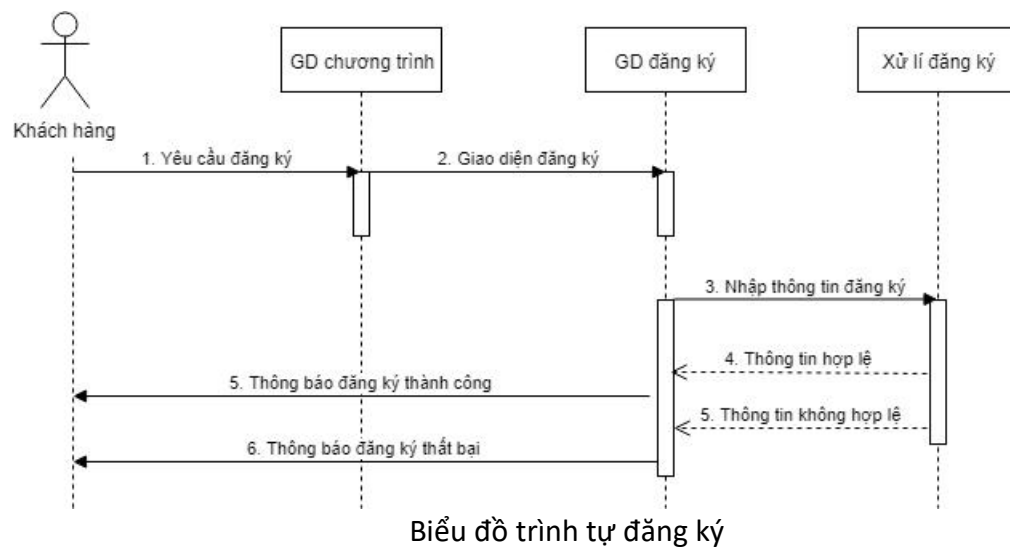 GD chương trình
GD đăng ký
Xử lí đăng ký
Khách hàng
1. Yêu cầu đăng ký
2. Giao diện đăng ký
3. Nhập thông tin đăng ký
4. Thông tin hợp lệ
5. Thông báo đăng ký thành công
5. Thông tin không hợp lệ
6. Thông báo đăng ký thất bại
Biểu đồ trình tự đăng ký